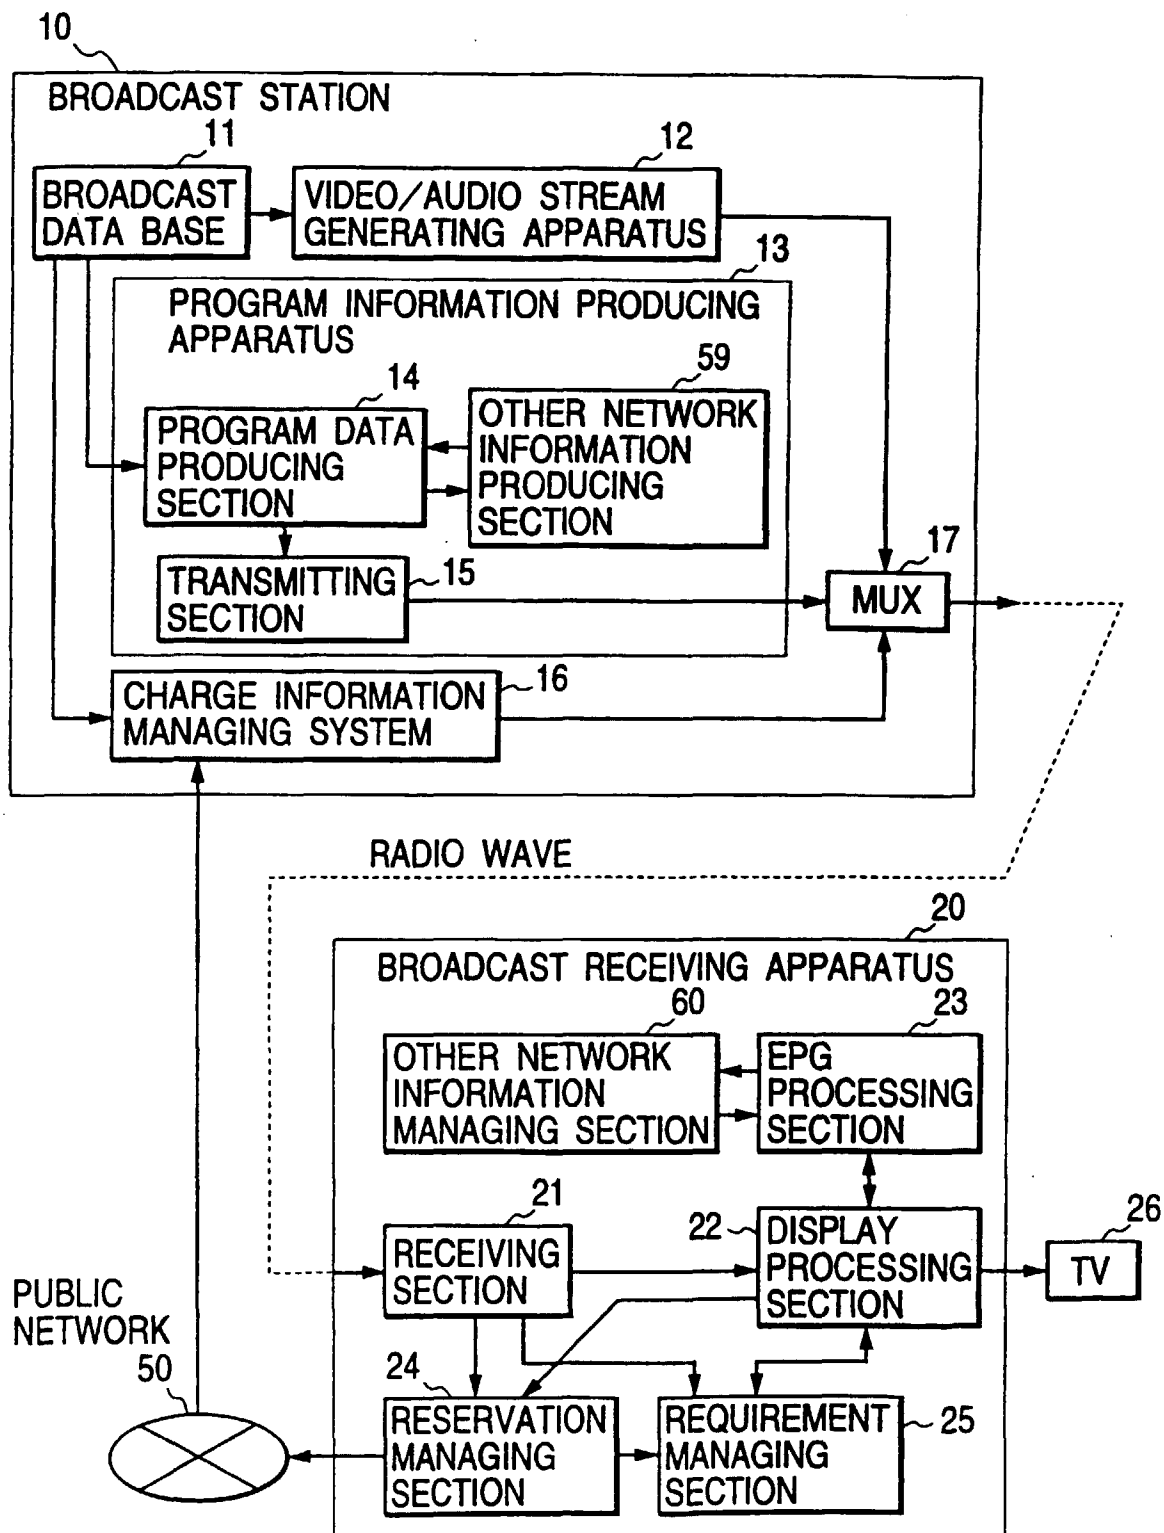 10
BROADCAST STATION
11
BROADCAST
DATA BASE
12
VIDEO/AUDIO STREAM
GENERATING APPARATUS
13
PROGRAM INFORMATION PRODUCING
APPARATUS
14
PROGRAM DATA
PRODUCING
SECTION
59
OTHER NETWORK
INFORMATION
PRODUCING
SECTION
TRANSMITTING
SECTION
15
17
MUX
CHARGE INFORMATION
MANAGING SYSTEM
16
RADIO WAVE
20
BROADCAST RECEIVING APPARATUS
60
OTHER NETWORK
INFORMATION
MANAGING SECTION
23
EPG
PROCESSING
SECTION
21
RECEIVING
SECTION
22
DISPLAY
PROCESSING
SECTION
26
TV
PUBLIC
NETWORK
50
24
RESERVATION
MANAGING
SECTION
REQUIREMENT
MANAGING
SECTION
25